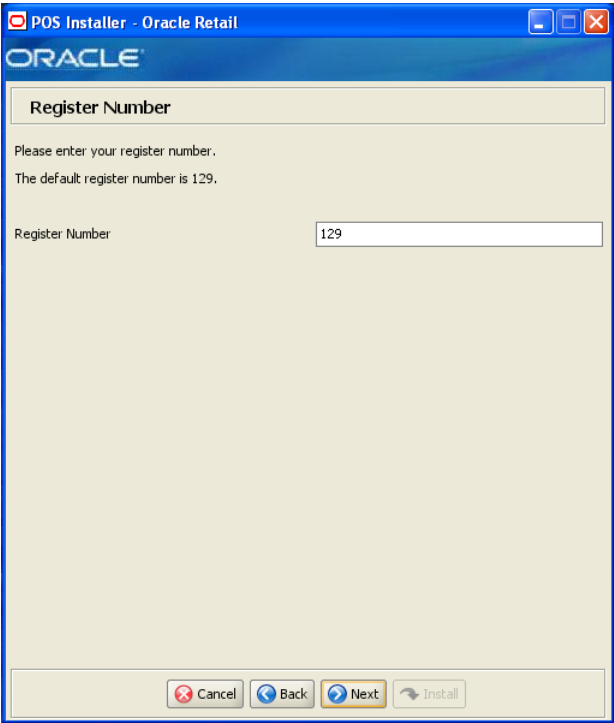 POS Installer - Oracle Retail
ORACLE
Register Number
Please enter your register number.
The default register number is 129.
Register Number 129
Cancel Back Next Install